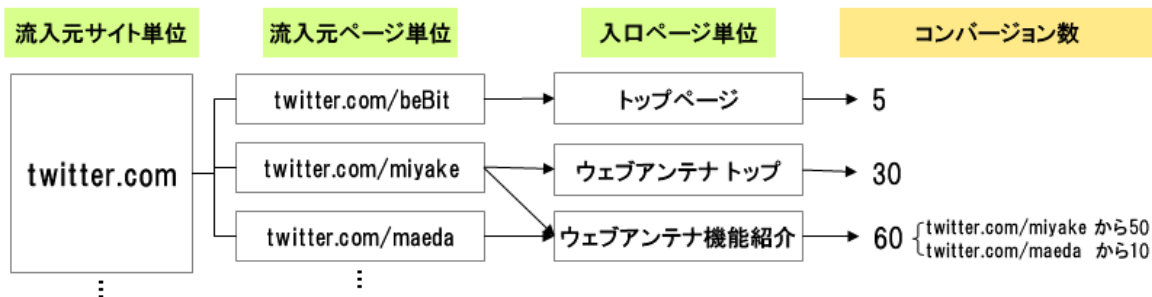 流入元サイト単位
流入元ページ単位
入口ページ単位
コンバージョン数
twitter.com
twitter.com/beBit
トップページ
5
twitter.com/miyake
ウェブアンテナ トップ
30
twitter.com/maeda
ウェブアンテナ機能紹介
60
twitter.com/miyake から50
twitter.com/maeda から10